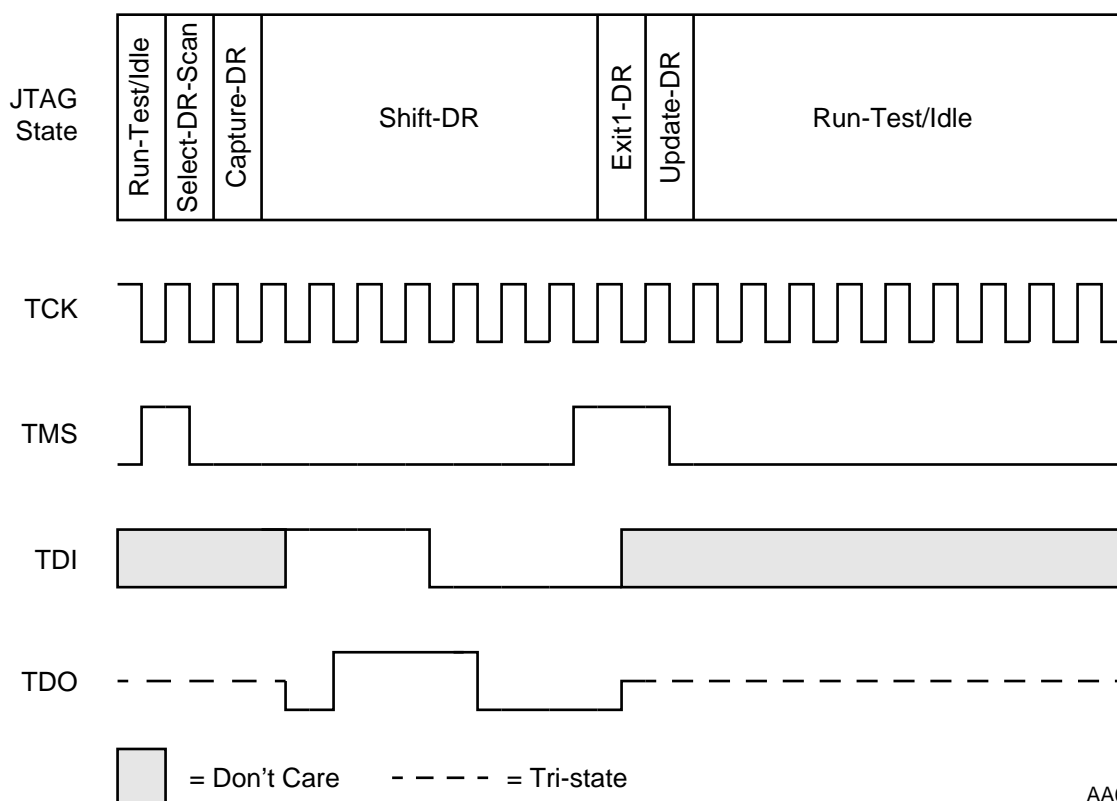 JTAG
State
Run-Test/Idle
Select-DR-Scan
Capture-DR
Shift-DR
Exit1-DR
Update-DR
Run-Test/Idle
TCK
TMS
TDI
TDO
= Don't Care
= Tri-state